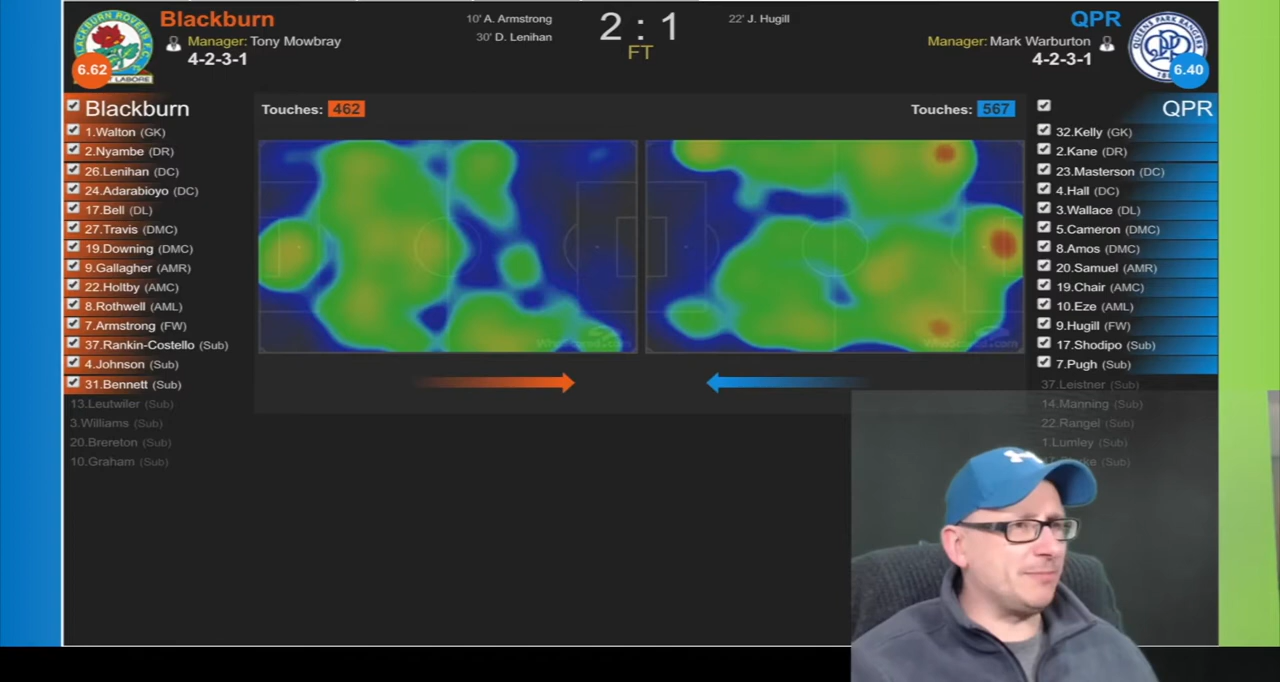 Blackburn
Manager: Tony Mowbray
4-2-3-1
6.62
10' A. Armstrong
30' D. Lenihan
2 : 1
FT
22' J. Hugill
QPR
Manager: Mark Warburton
4-2-3-1
6.40
Blackburn
1.Walton (GK)
2.Nyambe (DR)
26.Lenihan (DC)
24.Adarabioyo (DC)
17.Bell (DL)
27.Travis (DMC)
19.Downing (DMC)
9.Gallagher (AMR)
22.Holtby (AMC)
8.Rothwell (AML)
7.Armstrong (FW)
37.Rankin-Costello (Sub)
4.Johnson (Sub)
31.Bennett (Sub)
13.Leutwiler (Sub)
3.Williams (Sub)
20.Brereton (Sub)
10.Graham (Sub)
Touches: 462
Touches: 567
WhoScored.com
WhoScored.com
QPR
32.Kelly (GK)
2.Kane (DR)
23.Masterson (DC)
4.Hall (DC)
3.Wallace (DL)
5.Cameron (DMC)
8.Amos (DMC)
20.Samuel (AMR)
19.Chair (AMC)
10.Eze (AML)
9.Hugill (FW)
17.Shodipo (Sub)
7.Pugh (Sub)
37.Leistner (Sub)
14.Manning (Sub)
22.Rangel (Sub)
1.Lumley (Sub)
(Sub)